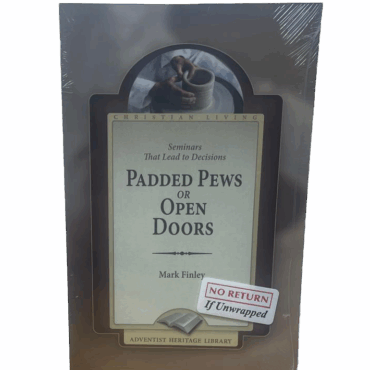 CHRISTIAN LIVING
Seminars
That Lead to Decisions
PADDED PEWS
OR
OPEN
DOORS
Mark Finley
NO RETURN
If Unwrapped
ADVENTIST HERITAGE LIBRARY